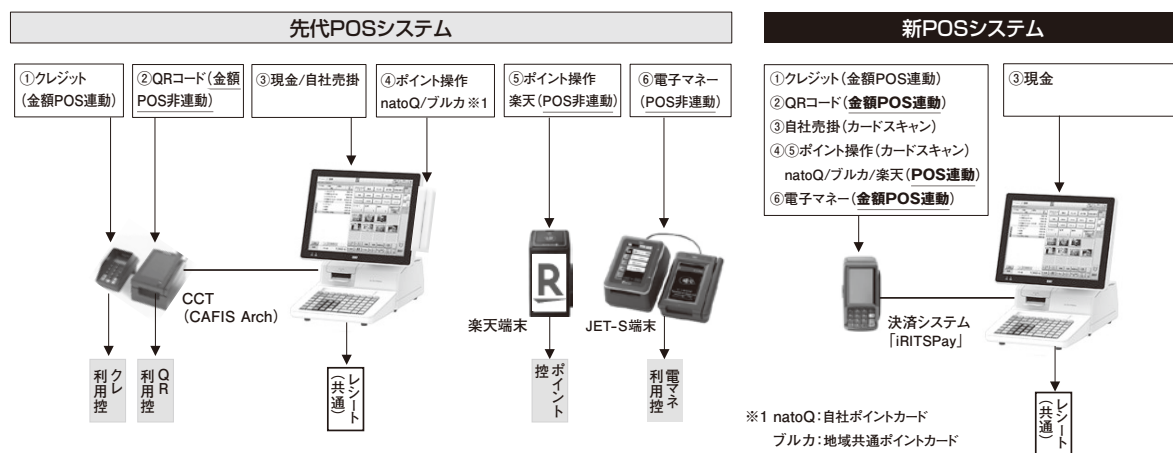 先代POSシステム
①クレジット
(金額POS連動)
②QRコード(金額
POS非連動)
③現金/自社売掛
④ポイント操作
natoQ/ブルカ※1
⑤ポイント操作
楽天(POS非連動)
⑥電子マネー
(POS非連動)
CCT
(CAFIS Arch)
R
楽天端末
JET-S端末
クレ
利用控
QR
利用控
レシート
(共通)
ポイント
控
電マネ
利用控
新POSシステム
①クレジット(金額POS連動)
②QRコード(金額POS連動)
③自社売掛(カードスキャン)
④⑤ポイント操作(カードスキャン)
natoQ/ブルカ/楽天(POS連動)
⑥電子マネー(金額POS連動)
③現金
決済システム
「iRITSPay」
レシート
(共通)
※1 natoQ:自社ポイントカード
ブルカ:地域共通ポイントカード